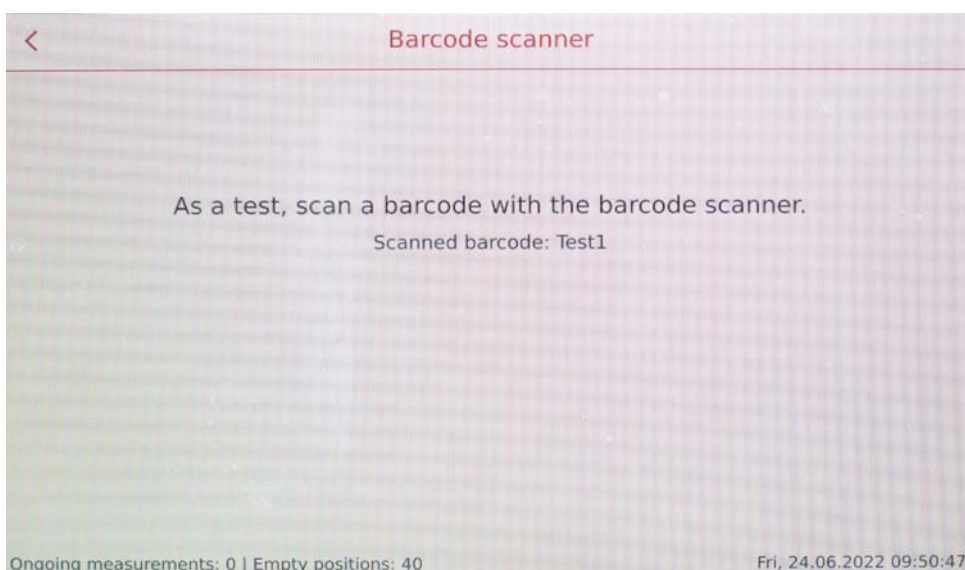 Barcode scanner
As a test, scan a barcode with the barcode scanner.
Scanned barcode: Test1
Ongoing measurements: 0 | Empty positions: 40
Fri, 24.06.2022 09:50:47